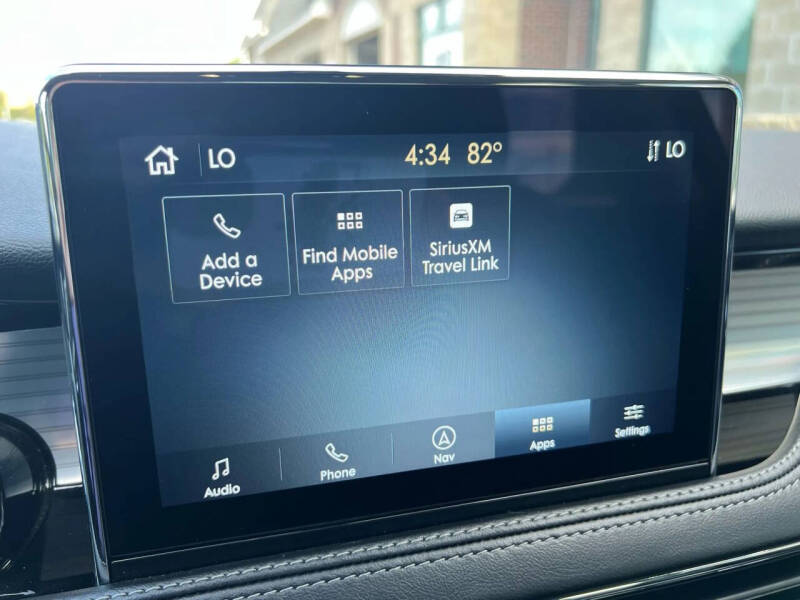 LO 4:34 82° LO
Add a
Device
Find Mobile
Apps
SiriusXM
Travel Link
Audio
Phone
Nav
Apps
Settings